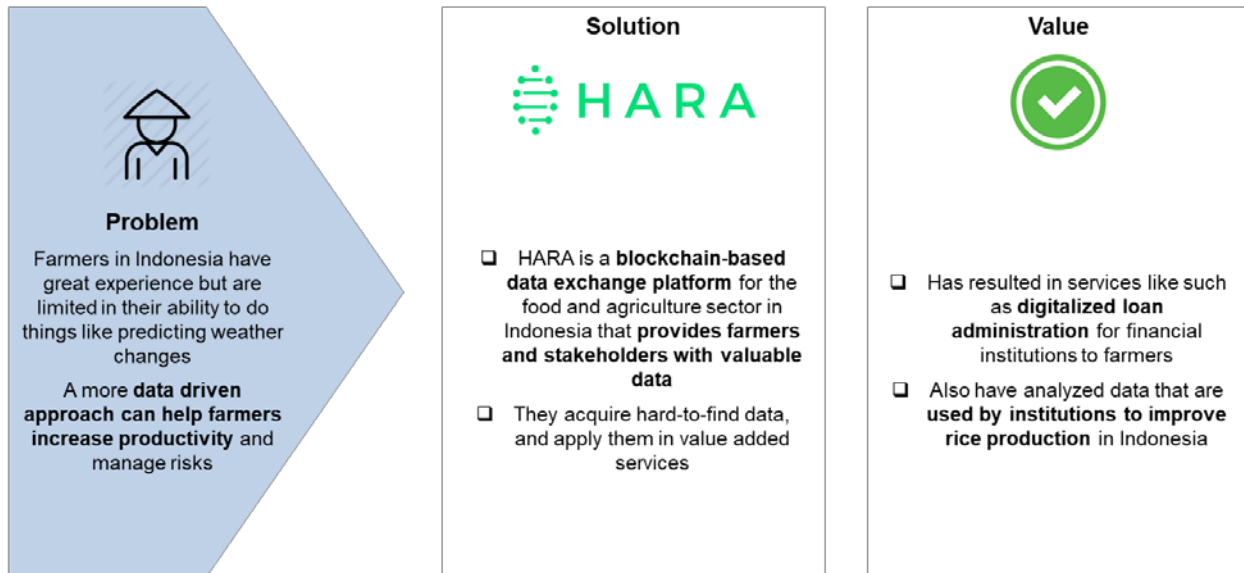 Problem
Farmers in Indonesia have
great experience but are
limited in their ability to do
things like predicting weather
changes
A more data driven
approach can help farmers
increase productivity and
manage risks
Solution
HARA
❑ HARA is a blockchain-based
data exchange platform for the
food and agriculture sector in
Indonesia that provides farmers
and stakeholders with valuable
data
❑ They acquire hard-to-find data,
and apply them in value added
services
Value
❑ Has resulted in services like such
as digitalized loan
administration for financial
institutions to farmers
❑ Also have analyzed data that are
used by institutions to improve
rice production in Indonesia